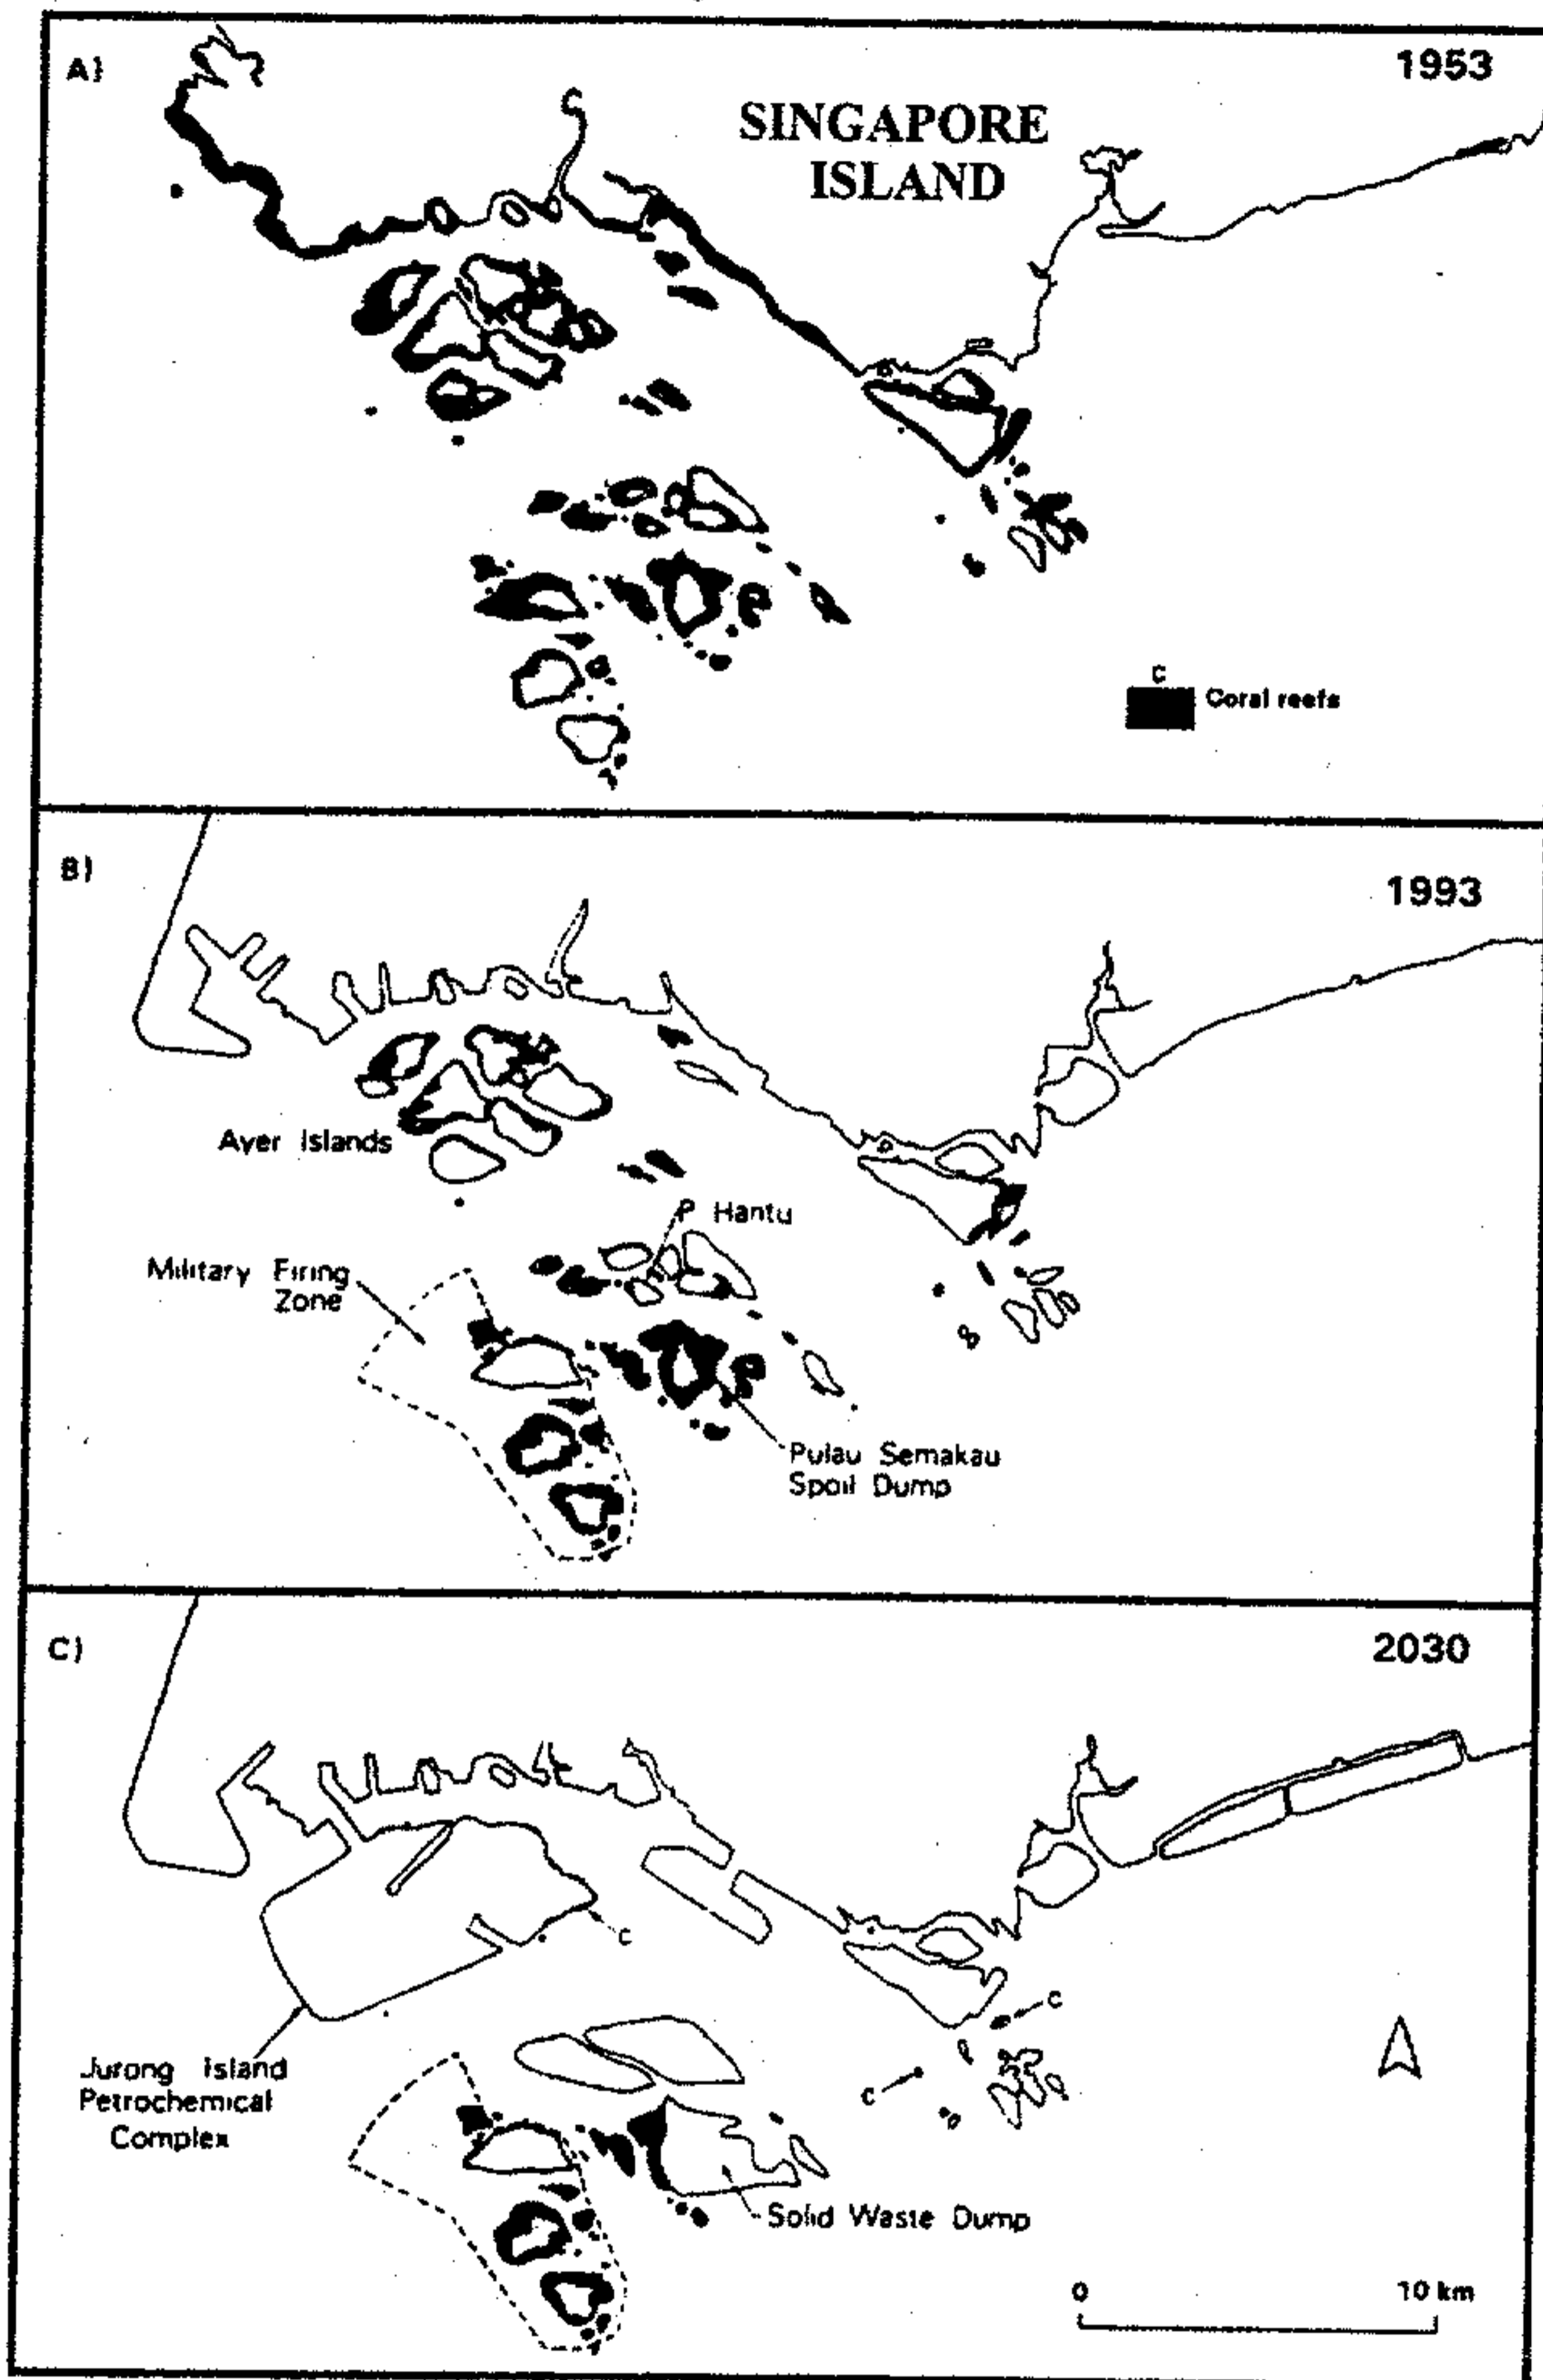 A)
1953
SINGAPORE
ISLAND
C
Coral reefs
B)
1993
Ayer Islands
P Hantu
Military Firing
Zone
Pulau Semakau
Spoil Dump
C)
2030
C
C
C
Jurong Island
Petrochemical
Complex
Solid Waste Dump
0
10 km